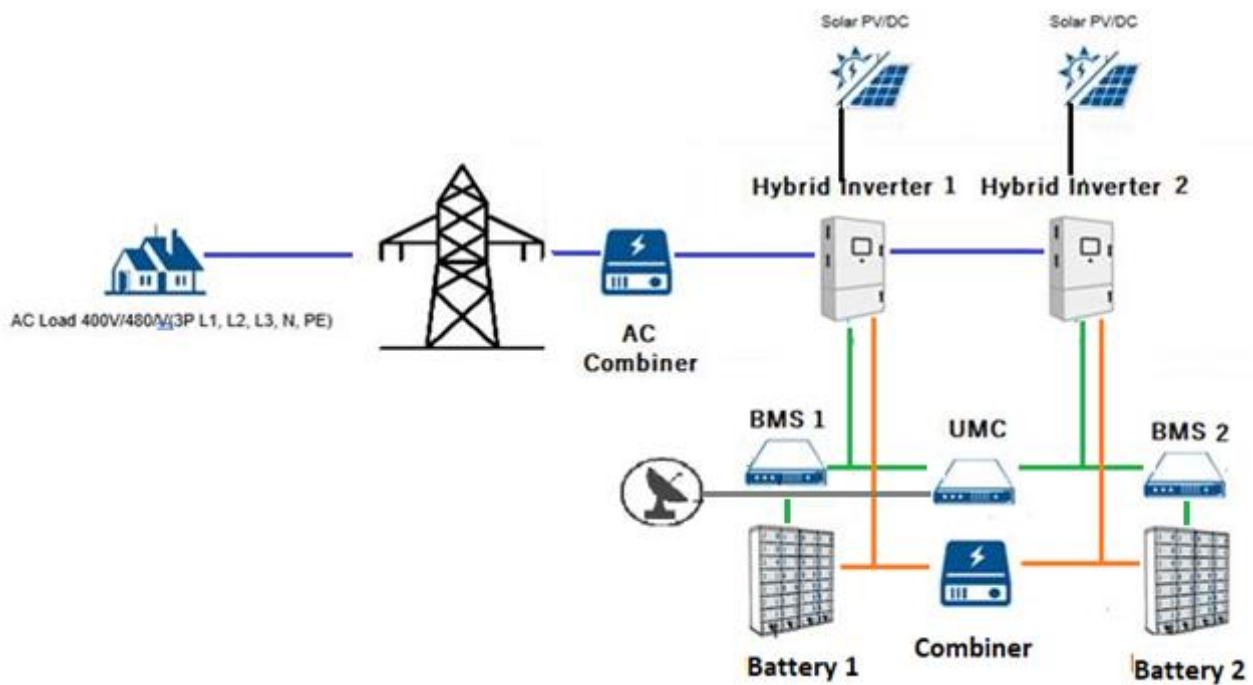 Solar PV/DC
Solar PV/DC
Hybrid Inverter 1
Hybrid Inverter 2
AC Load 400V/480/V(3P L1, L2, L3, N, PE)
AC
Combiner
BMS 1
UMC
BMS 2
Battery 1
Combiner
Battery 2